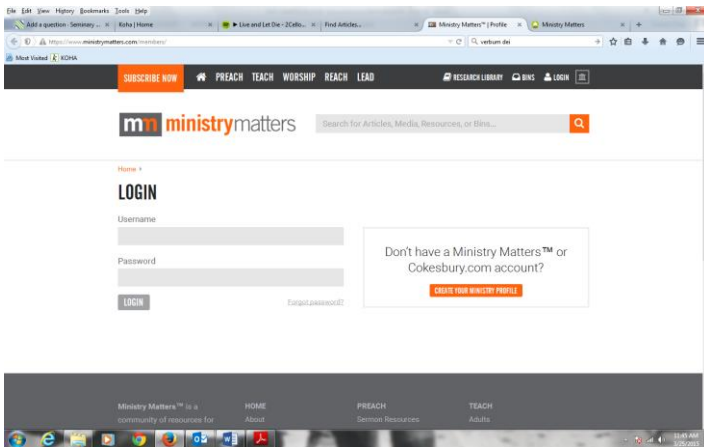 File Edit View History Bookmarks Tools Help
Add a question - Seminary ... Koha | Home Live and Let Die - 2Cello... Find Articles... Ministry Matters™ | Profile Ministry Matters
https://www.ministrymatters.com/members/ verbum dei
Most Visited KOHA
SUBSCRIBE NOW PREACH TEACH WORSHIP REACH LEAD RESEARCH LIBRARY BINS LOGIN
mm ministrymatters Search for Articles, Media, Resources, or Bins...
Home
LOGIN
Username
Password
LOGIN Forgot password?
Don't have a Ministry Matters™ or
Cokesbury.com account?
CREATE YOUR MINISTRY PROFILE
Ministry Matters™ is a HOME PREACH TEACH
community of resources for About Sermon Resources Adults
11:45 AM